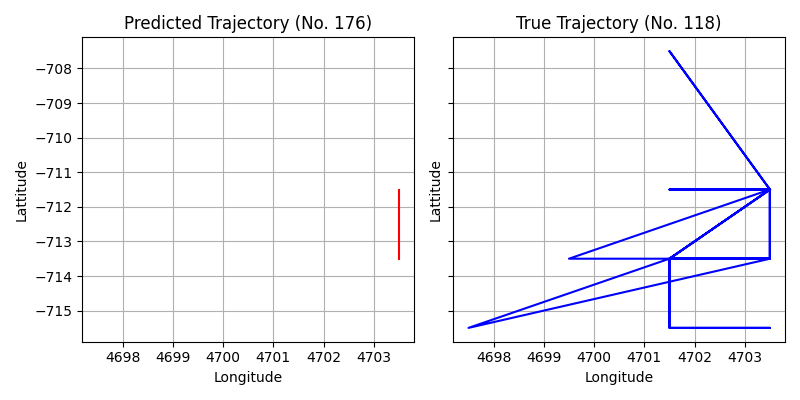 Predicted Trajectory (No. 176)
True Trajectory (No. 118)
Lattitude
−708
−709
−710
−711
−712
−713
−714
−715
4698 4699 4700 4701 4702 4703
Longitude
Lattitude
4698 4699 4700 4701 4702 4703
Longitude